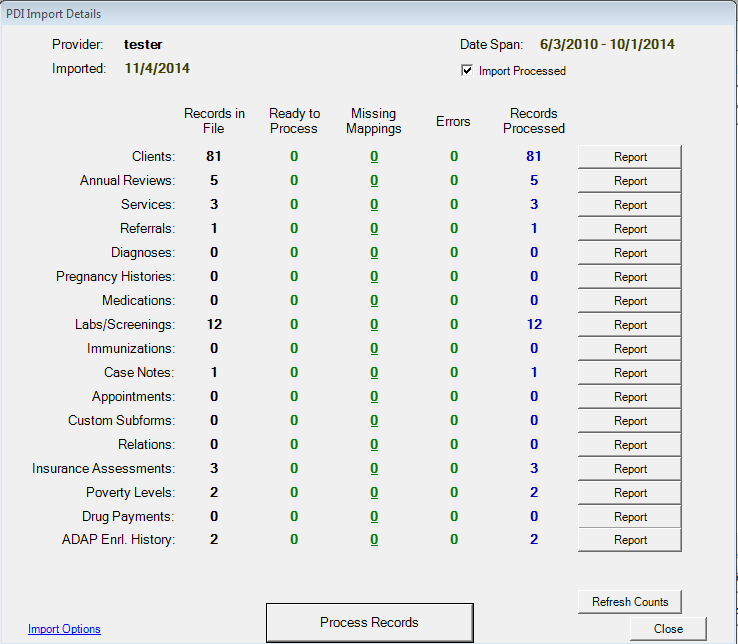 PDI Import Details
Provider: tester Date Span: 6/3/2010 - 10/1/2014
Imported: 11/4/2014 Import Processed
Records in File Ready to Process Missing Mappings Errors Records Processed
Clients: 81 0 0 0 81 Report
Annual Reviews: 5 0 0 0 5 Report
Services: 3 0 0 0 3 Report
Referrals: 1 0 0 0 1 Report
Diagnoses: 0 0 0 0 0 Report
Pregnancy Histories: 0 0 0 0 0 Report
Medications: 0 0 0 0 0 Report
Labs/Screenings: 12 0 0 0 12 Report
Immunizations: 0 0 0 0 0 Report
Case Notes: 1 0 0 0 1 Report
Appointments: 0 0 0 0 0 Report
Custom Subforms: 0 0 0 0 0 Report
Relations: 0 0 0 0 0 Report
Insurance Assessments: 3 0 0 0 3 Report
Poverty Levels: 2 0 0 0 2 Report
Drug Payments: 0 0 0 0 0 Report
ADAP Enrl. History: 2 0 0 0 2 Report
Refresh Counts
Import Options Process Records Close